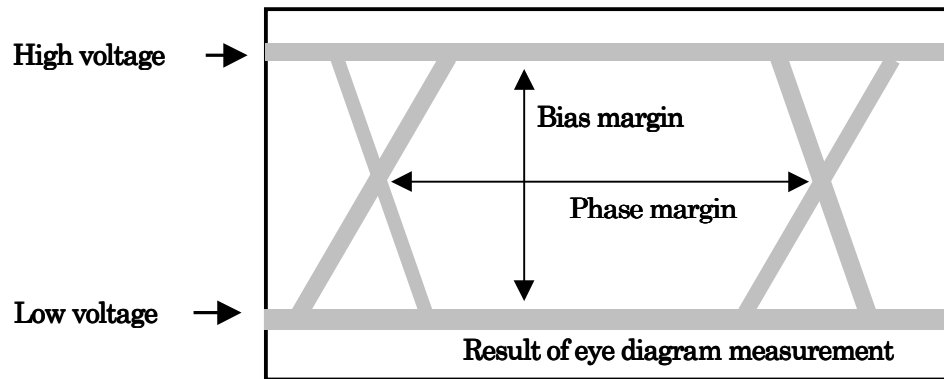 High voltage
Bias margin
Phase margin
Low voltage
Result of eye diagram measurement